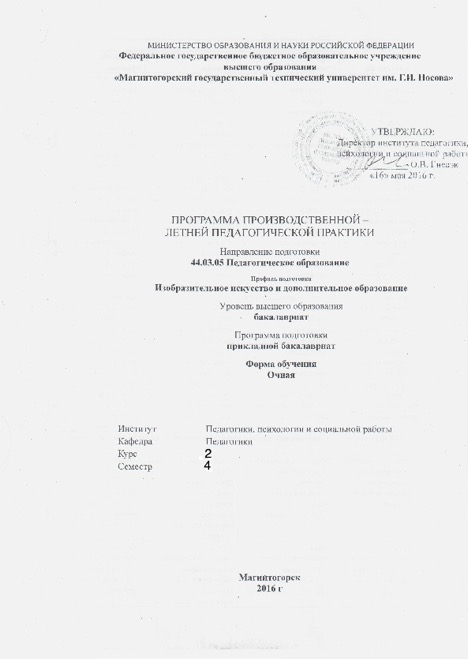 МИНИСТЕРСТВО ОБРАЗОВАНИЯ И НАУКИ РОССИЙСКОЙ ФЕДЕРАЦИИ
Федеральное государственное бюджетное образовательное учреждение
высшего образования
«Магнитогорский государственный технический университет им. Г.И. Носова»
УТВЕРЖДАЮ:
Директор института педагогики,
психологии и социальной работы
О.В. Гневэк
«16» мая 2016 г.
ПРОГРАММА ПРОИЗВОДСТВЕННОЙ –
ЛЕТНЕЙ ПЕДАГОГИЧЕСКОЙ ПРАКТИКИ
Направление подготовки
44.03.05 Педагогическое образование
Профиль подготовки
Изобразительное искусство и дополнительное образование
Уровень высшего образования
бакалавриат
Программа подготовки
прикладной бакалавриат
Форма обучения
Очная
Институт Педагогики, психологии и социальной работы
Кафедра Педагогики
Курс 2
Семестр 4
Магнитогорск
2016 г